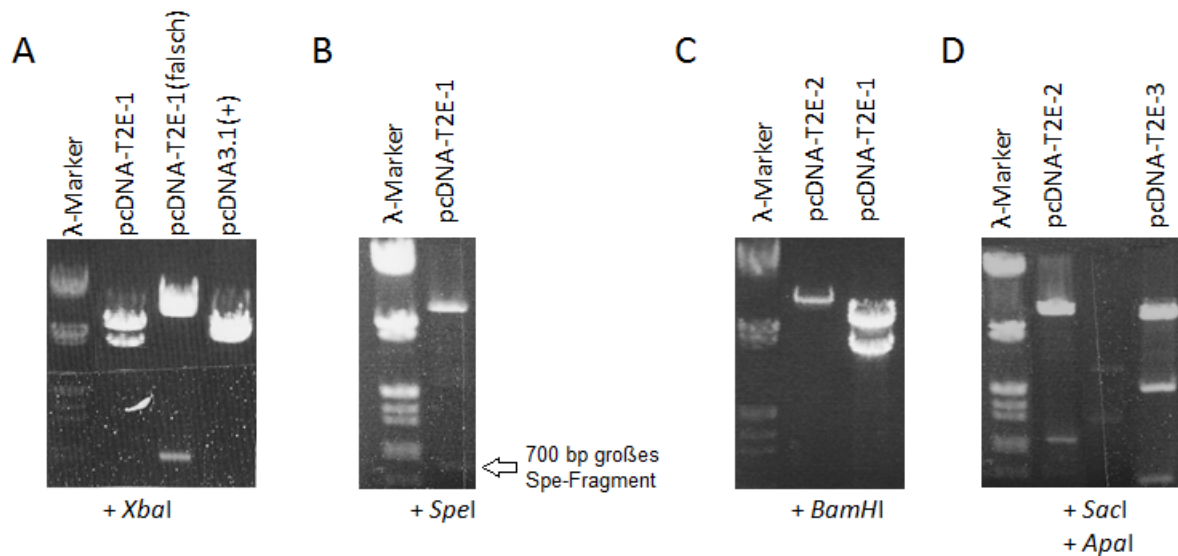 A
λ-Marker
pcDNA-T2E-1
pcDNA-T2E-1(falsch)
pcDNA3.1(+)
+ XbaI
B
λ-Marker
pcDNA-T2E-1
700 bp großes
Spe-Fragment
+ SpeI
C
λ-Marker
pcDNA-T2E-2
pcDNA-T2E-1
+ BamHI
D
λ-Marker
pcDNA-T2E-2
pcDNA-T2E-3
+ SacI
+ ApaI